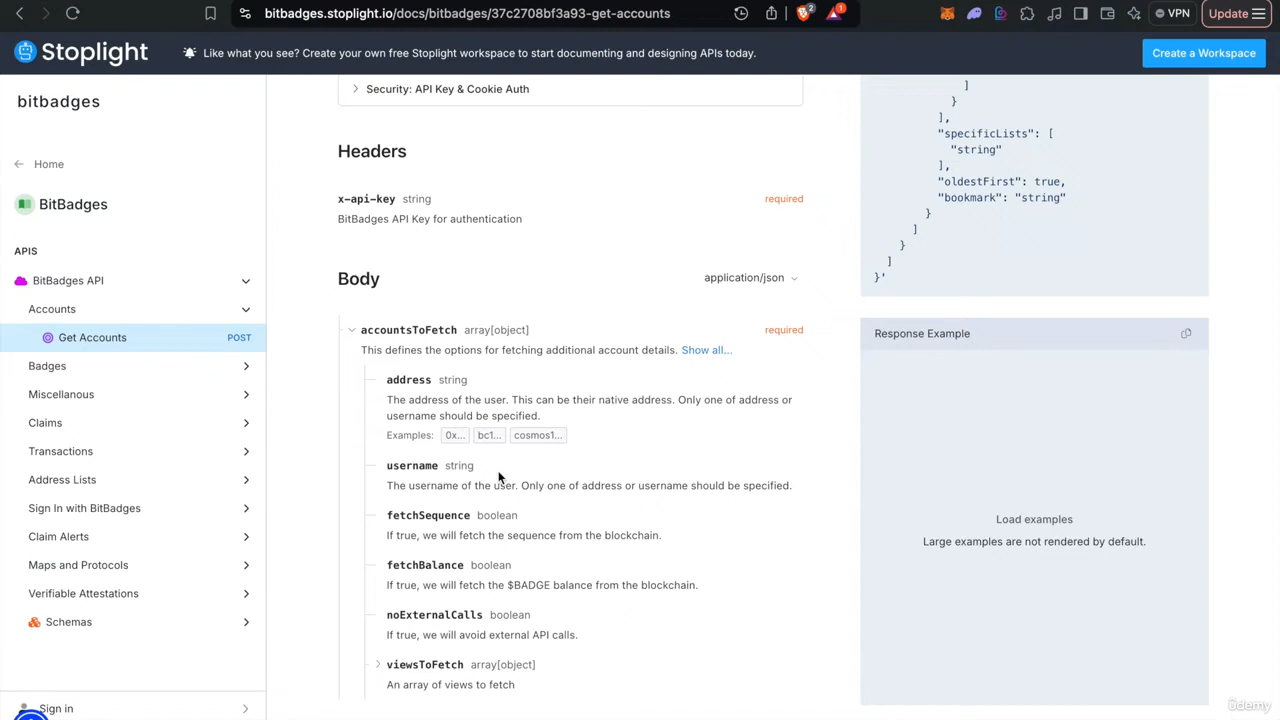 bitbadges.stoplight.io/docs/bitbadges/37c2708bf3a93-get-accounts
2
1
VPN
Update
Stoplight
Like what you see? Create your own free Stoplight workspace to start documenting and designing APIs today.
Create a Workspace
bitbadges
Home
BitBadges
APIS
BitBadges API
Accounts
Get Accounts POST
Badges
Miscellaneous
Claims
Transactions
Address Lists
Sign In with BitBadges
Claim Alerts
Maps and Protocols
Verifiable Attestations
Schemas
Sign in
Security: API Key & Cookie Auth
Headers
x-api-key string required
BitBadges API Key for authentication
Body application/json
accountsToFetch array[object] required
This defines the options for fetching additional account details. Show all...
address string
The address of the user. This can be their native address. Only one of address or
username should be specified.
Examples: 0x... bc1... cosmos1...
username string
The username of the user. Only one of address or username should be specified.
fetchSequence boolean
If true, we will fetch the sequence from the blockchain.
fetchBalance boolean
If true, we will fetch the $BADGE balance from the blockchain.
noExternalCalls boolean
If true, we will avoid external API calls.
viewsToFetch array[object]
An array of views to fetch
]
}
],
"specificLists": [
"string"
],
"oldestFirst": true,
"bookmark": "string"
}
]
}
]
}'
Response Example
Load examples
Large examples are not rendered by default.
ûdemy